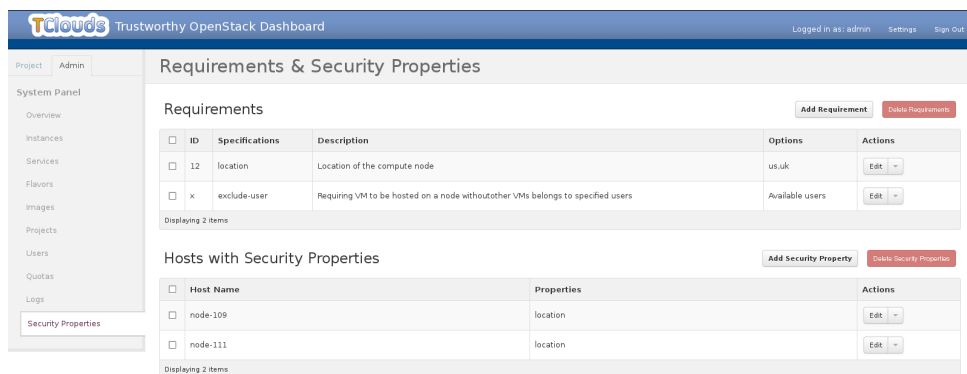 TClouds Trustworthy OpenStack Dashboard
Logged in as: admin Settings Sign Out
Project Admin
System Panel
Overview
Instances
Services
Flavors
Images
Projects
Users
Quotas
Logs
Security Properties
Requirements & Security Properties
Requirements
Add Requirement Delete Requirements
ID Specifications Description Options Actions
12 location Location of the compute node us,uk Edit
x exclude-user Requiring VM to be hosted on a node withoutother VMs belongs to specified users Available users Edit
Displaying 2 items
Hosts with Security Properties
Add Security Property Delete Security Properties
Host Name Properties Actions
node-109 location Edit
node-111 location Edit
Displaying 2 items